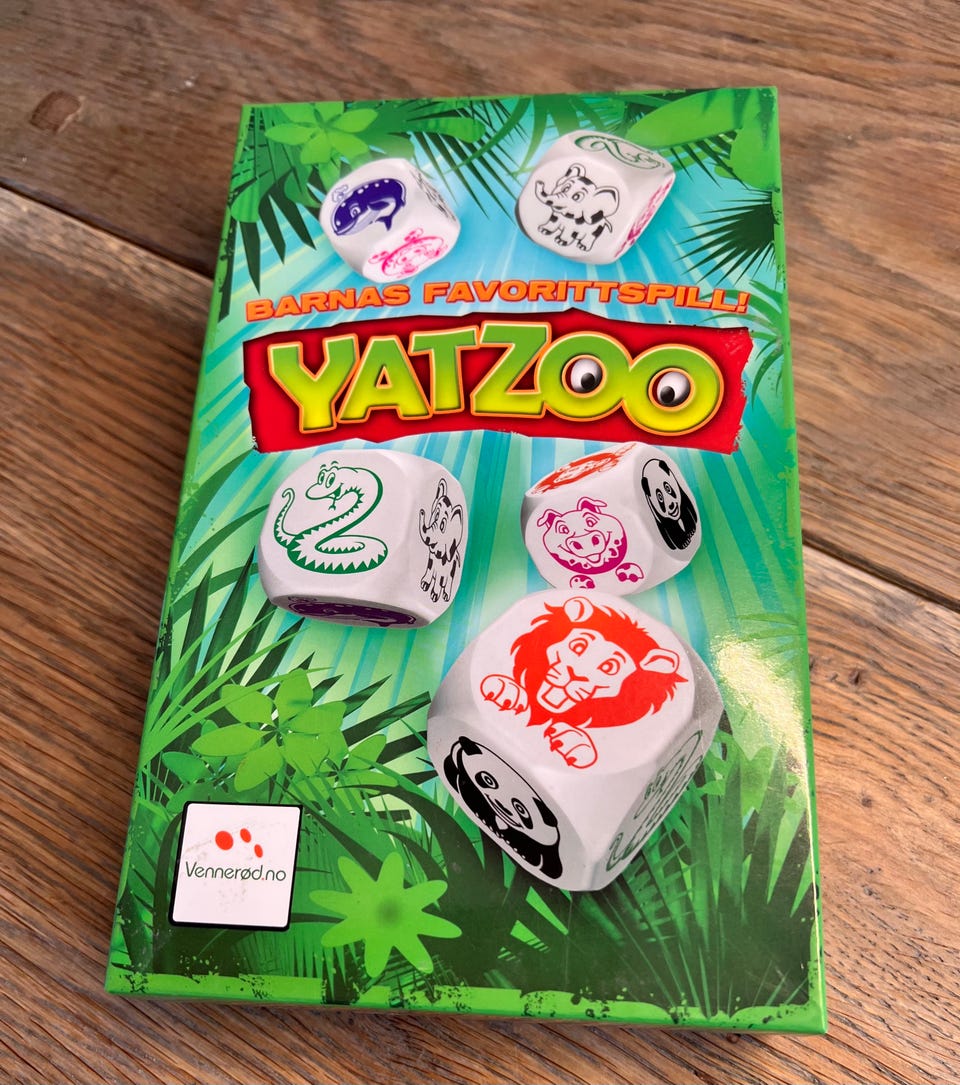 BARNAS FAVORITTSPILL!
YATZOO
Vennerød.no